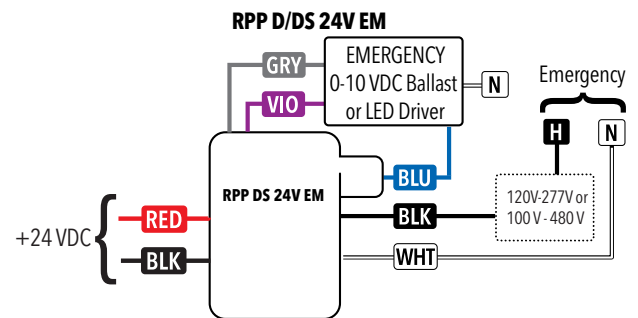 RPP D/DS 24V EM
GRY
VIO
EMERGENCY
0-10 VDC Ballast
or LED Driver
N
Emergency
H
N
RPP DS 24V EM
BLU
120V-277V or
100 V - 480 V
+24 VDC
RED
BLK
BLK
WHT